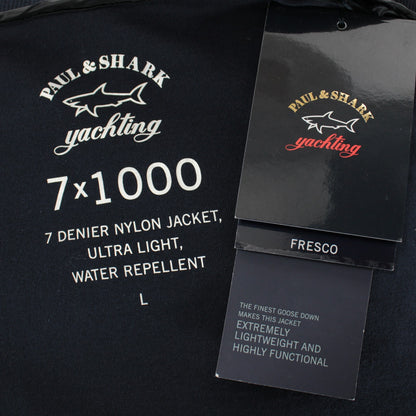 PAUL & SHARK
yachting
7x1000
7 DENIER NYLON JACKET,
ULTRA LIGHT,
WATER REPELLENT
L
PAUL & SHARK
yachting
FRESCO
THE FINEST GOOSE DOWN
MAKES THIS JACKET
EXTREMELY
LIGHTWEIGHT AND
HIGHLY FUNCTIONAL